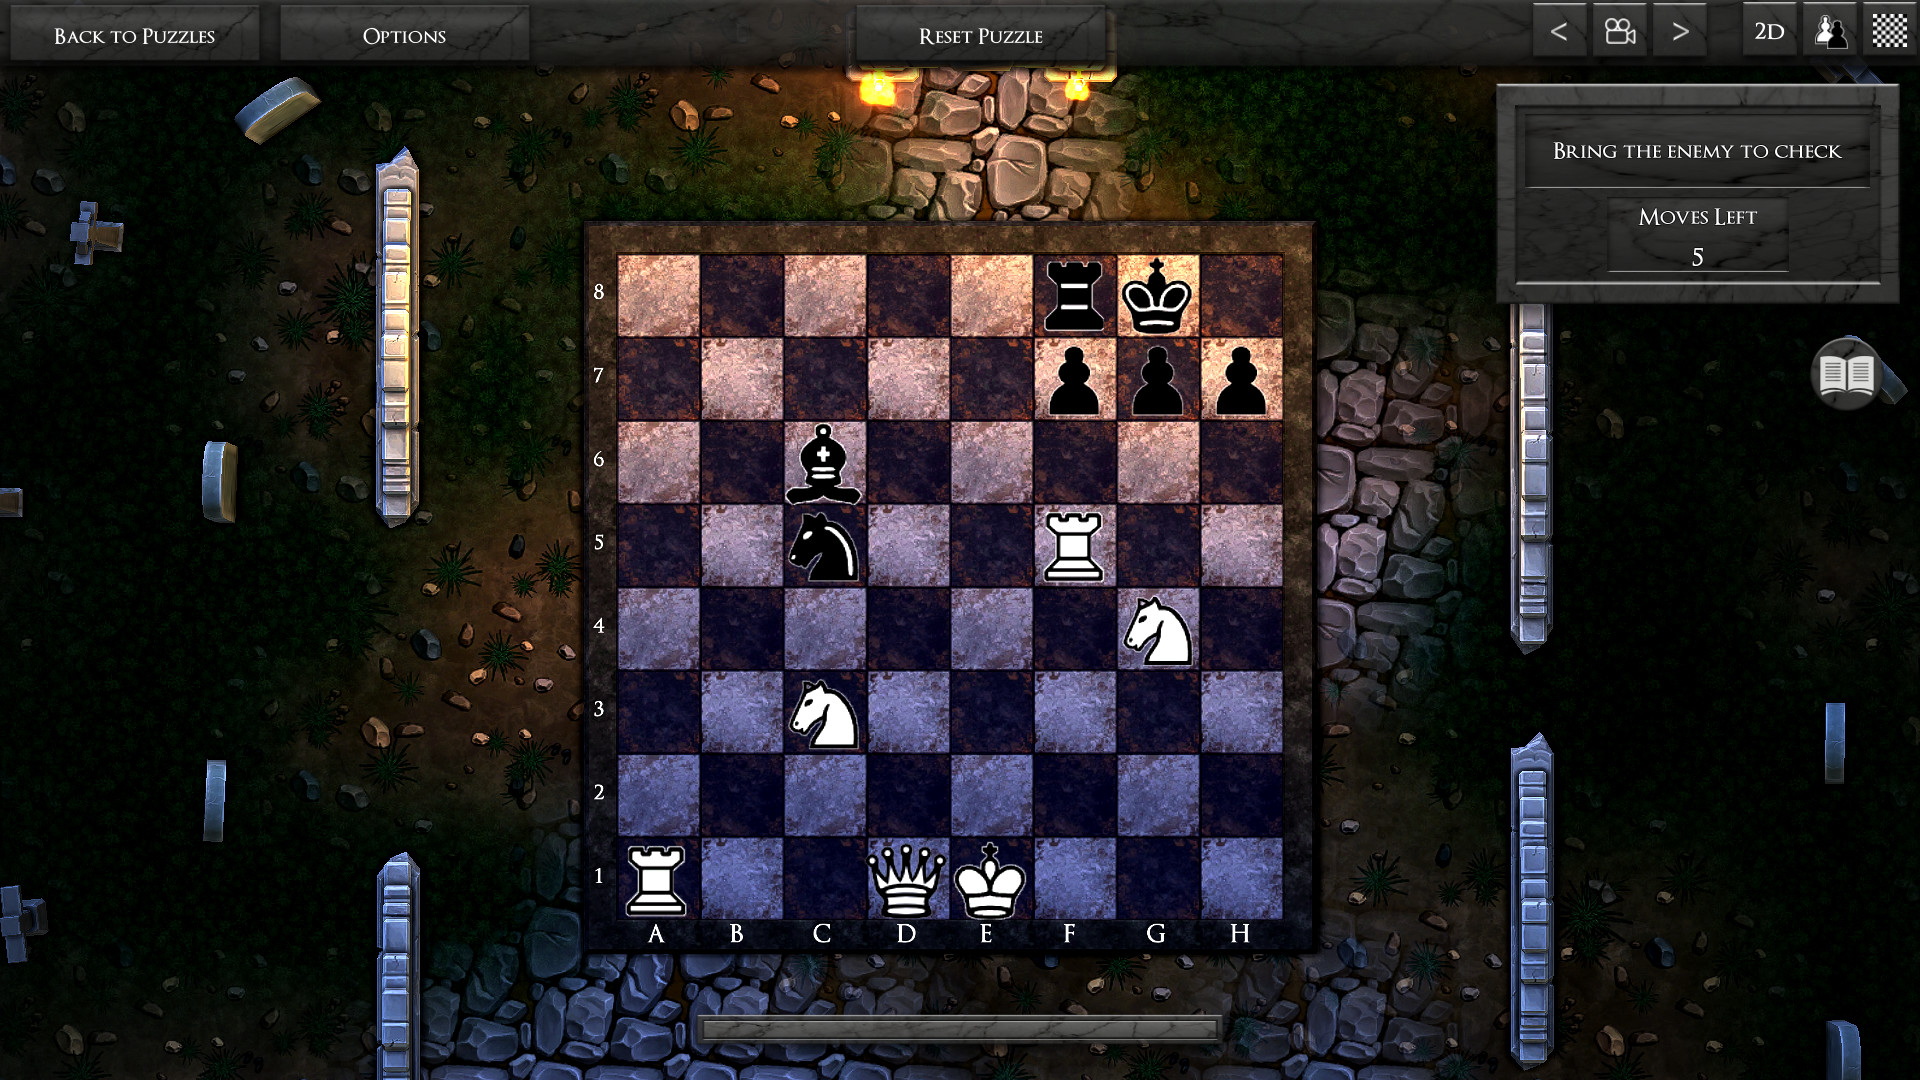 Back to Puzzles
Options
Reset Puzzle
<
>
2D
Bring the enemy to check
Moves Left
5
8
7
6
5
4
3
2
1
A B C D E F G H